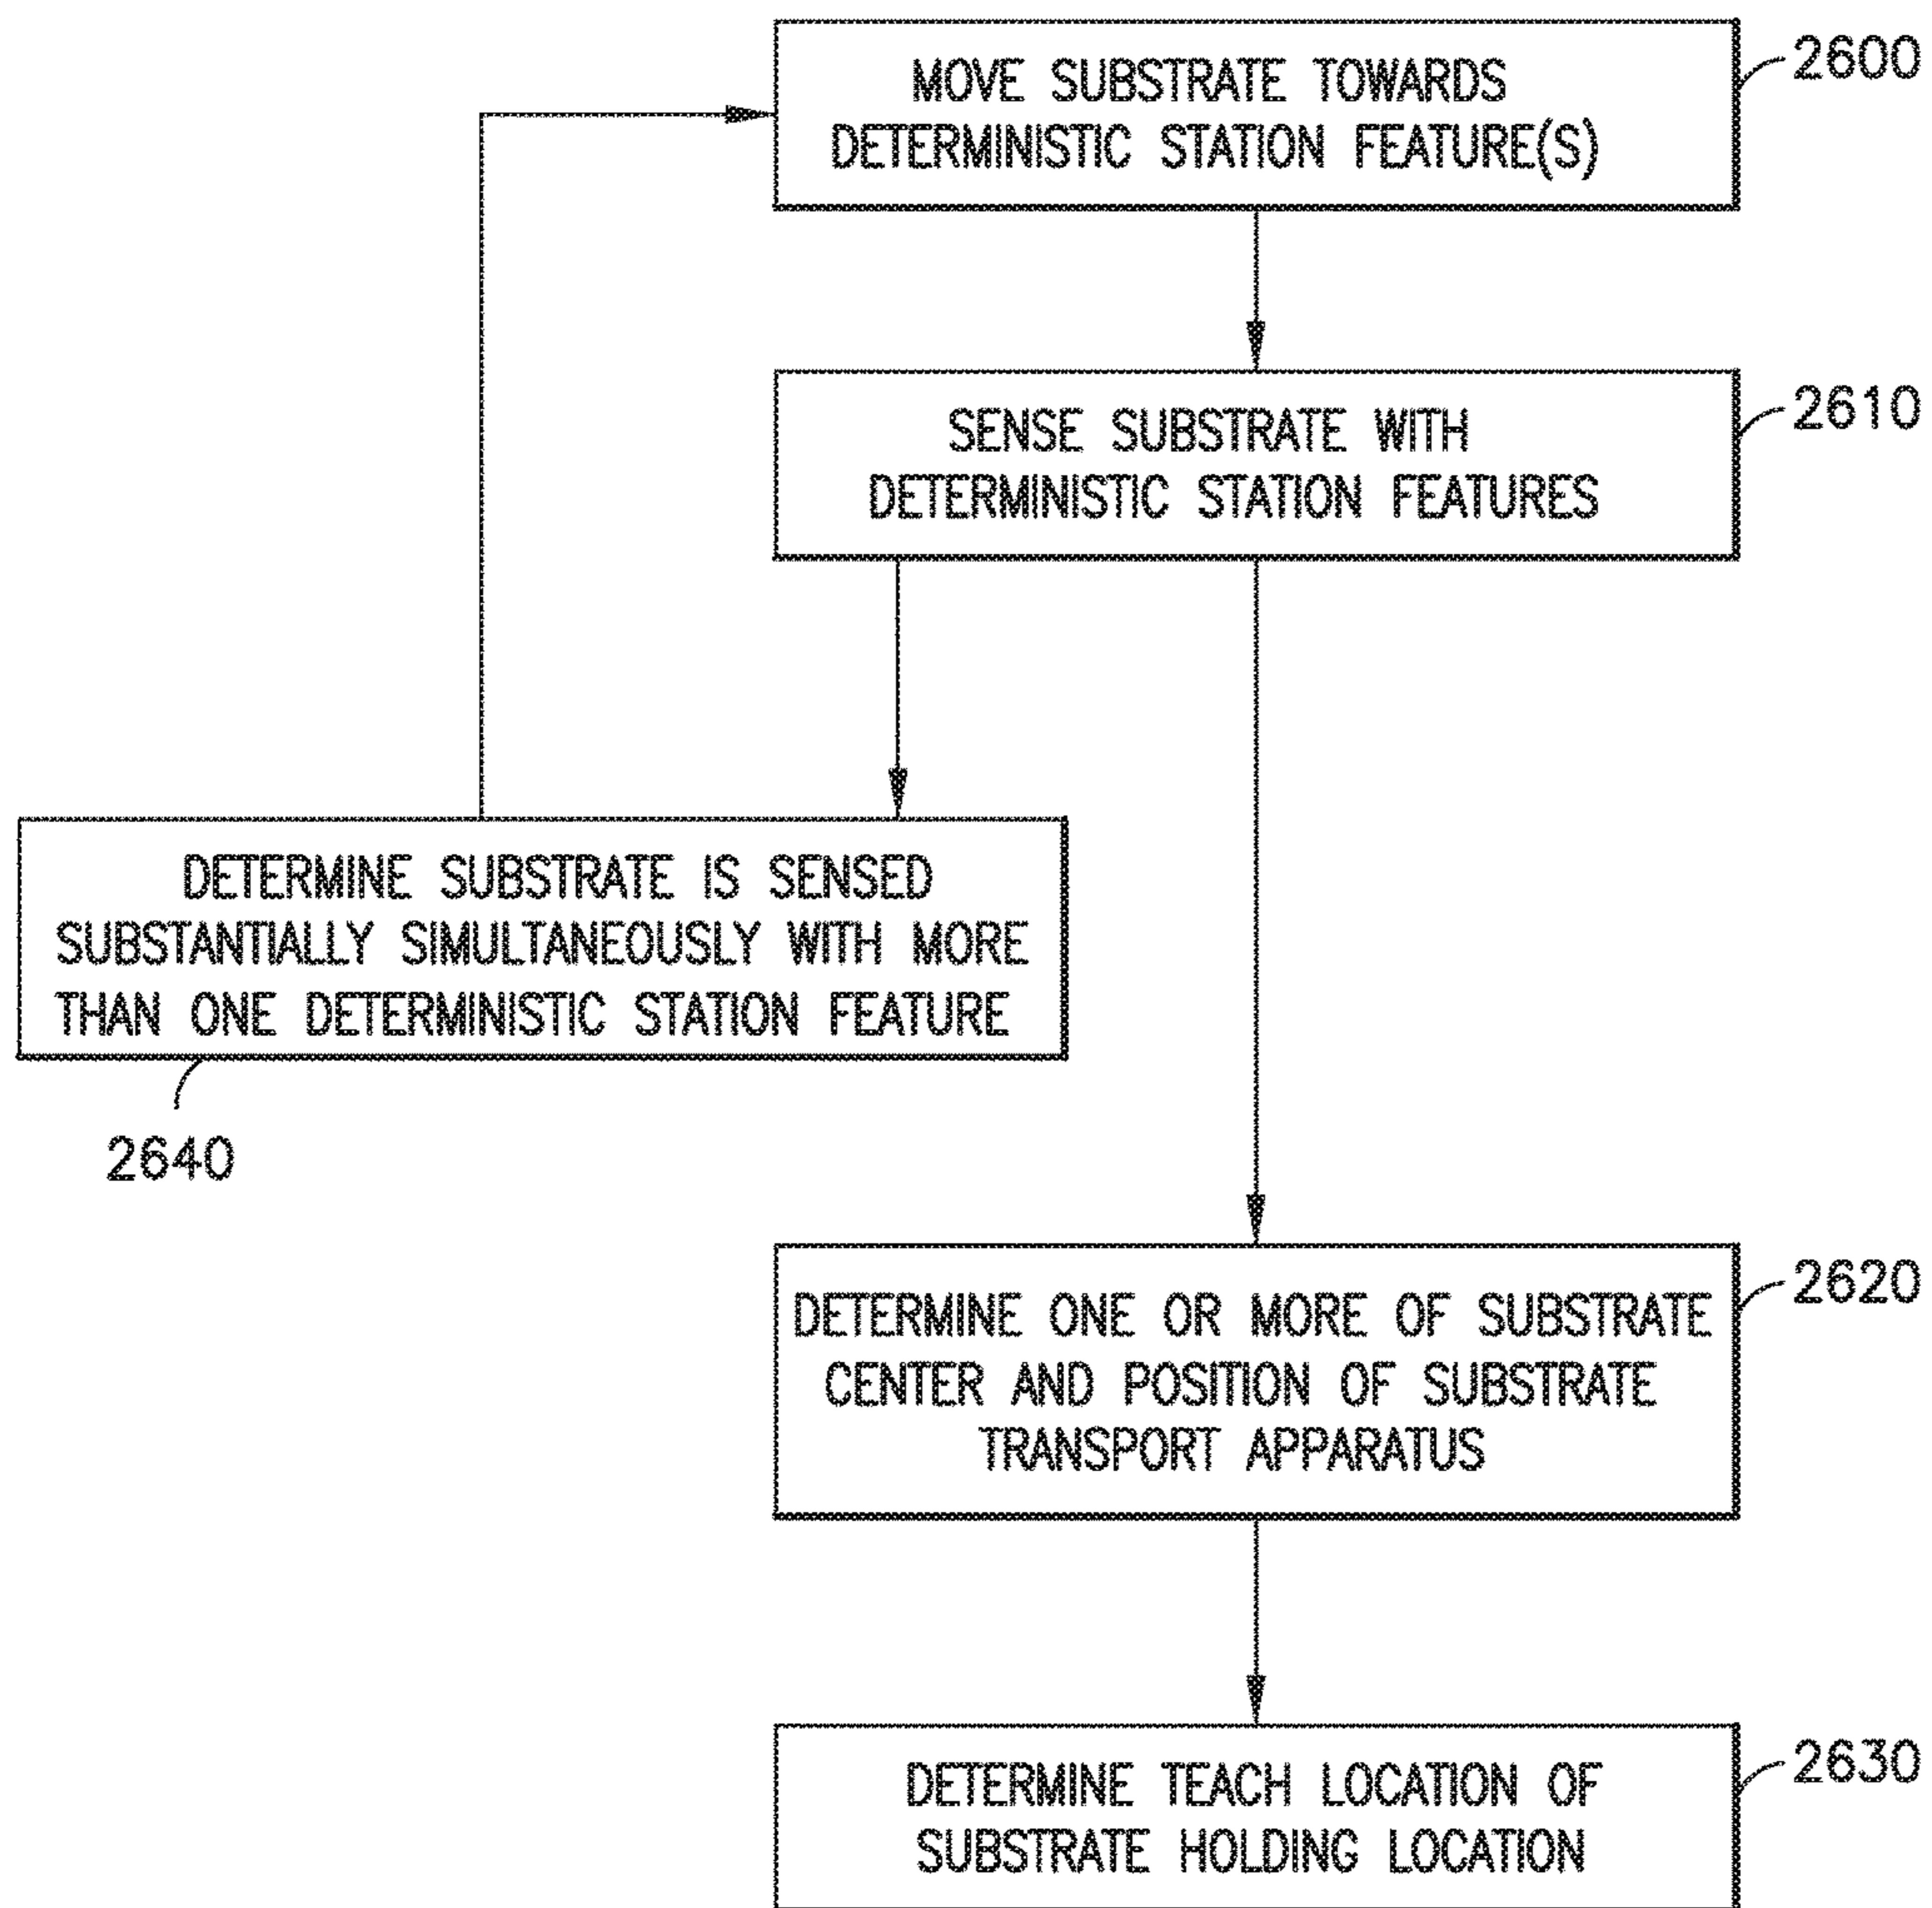 MOVE SUBSTRATE TOWARDS
DETERMINISTIC STATION FEATURE(S)
2600
SENSE SUBSTRATE WITH
DETERMINISTIC STATION FEATURES
2610
DETERMINE SUBSTRATE IS SENSED
SUBSTANTIALLY SIMULTANEOUSLY WITH MORE
THAN ONE DETERMINISTIC STATION FEATURE
2640
DETERMINE ONE OR MORE OF SUBSTRATE
CENTER AND POSITION OF SUBSTRATE
TRANSPORT APPARATUS
2620
DETERMINE TEACH LOCATION OF
SUBSTRATE HOLDING LOCATION
2630